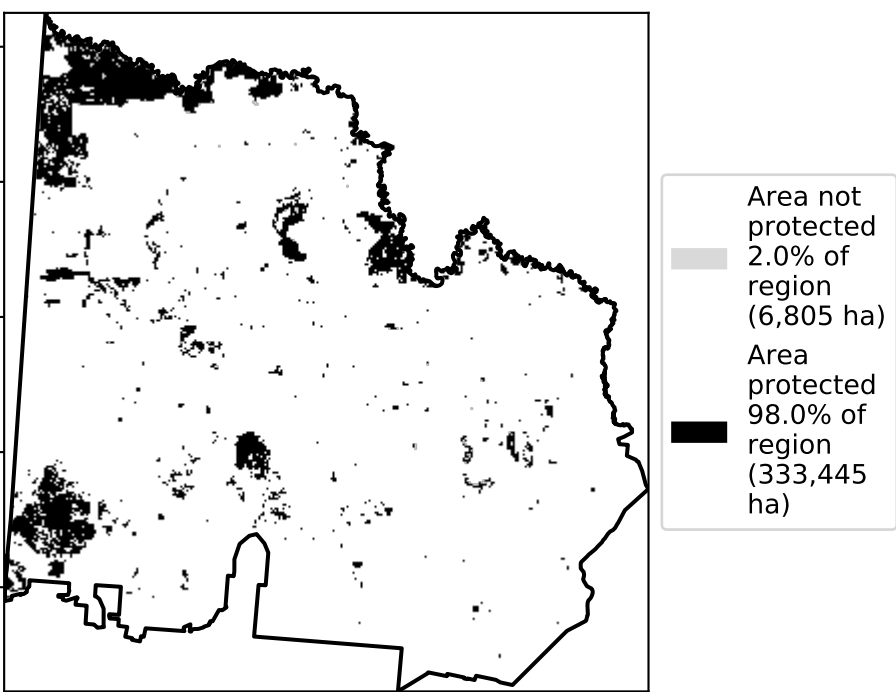 Area not
protected
2.0% of
region
(6,805 ha)
Area
protected
98.0% of
region
(333,445
ha)